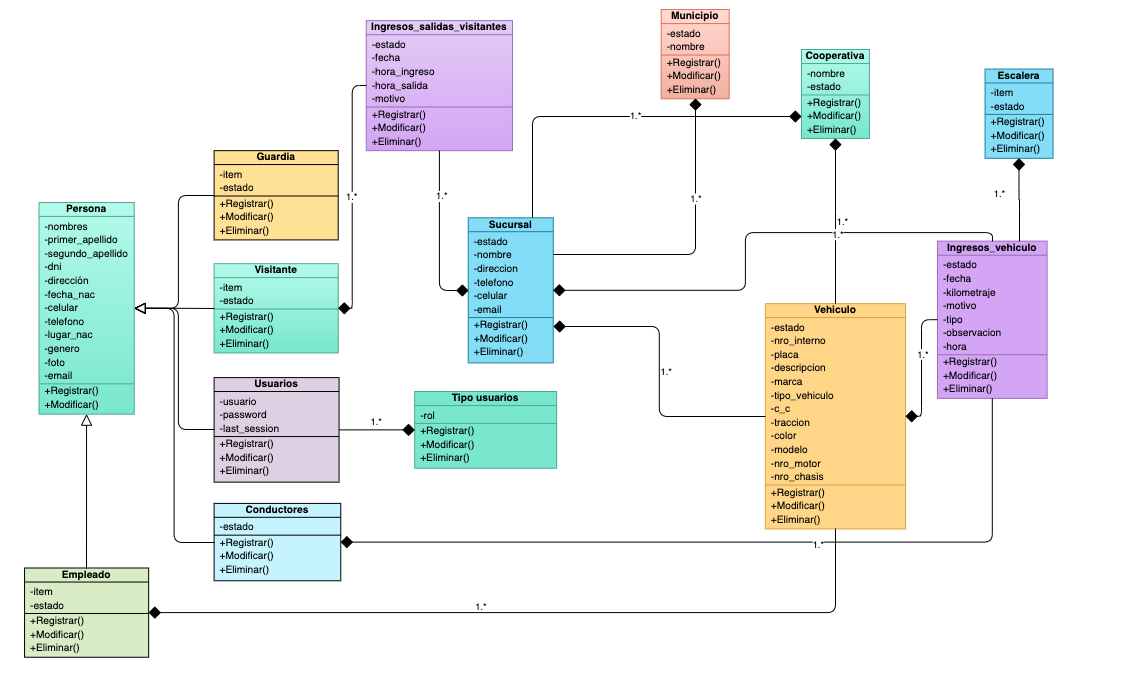 Ingresos_salidas_visitantes
-estado
-fecha
-hora_ingreso
-hora_salida
-motivo
+Registrar()
+Modificar()
+Eliminar()
Municipio
-estado
-nombre
+Registrar()
+Modificar()
+Eliminar()
Cooperativa
-nombre
-estado
+Registrar()
+Modificar()
+Eliminar()
Escalera
-item
-estado
+Registrar()
+Modificar()
+Eliminar()
1.*
1.*
1.*
1.*
1.*
1.*
1.*
Guardia
-item
-estado
+Registrar()
+Modificar()
+Eliminar()
Persona
-nombres
-primer_apellido
-segundo_apellido
-dni
-dirección
-fecha_nac
-celular
-telefono
-lugar_nac
-genero
-foto
-email
+Registrar()
+Modificar()
Visitante
-item
-estado
+Registrar()
+Modificar()
+Eliminar()
Sucursal
-estado
-nombre
-direccion
-telefono
-celular
-email
+Registrar()
+Modificar()
+Eliminar()
Ingresos_vehiculo
-estado
-fecha
-kilometraje
-motivo
-tipo
-observacion
-hora
+Registrar()
+Modificar()
+Eliminar()
Vehiculo
-estado
-nro_interno
-placa
-descripcion
-marca
-tipo_vehiculo
-c_c
-traccion
-color
-modelo
-nro_motor
-nro_chasis
+Registrar()
+Modificar()
+Eliminar()
1.*
1.*
Usuarios
-usuario
-password
-last_session
+Registrar()
+Modificar()
+Eliminar()
1.*
Tipo usuarios
-rol
+Registrar()
+Modificar()
+Eliminar()
Conductores
-estado
+Registrar()
+Modificar()
+Eliminar()
1.*
Empleado
-item
-estado
+Registrar()
+Modificar()
+Eliminar()
1.*